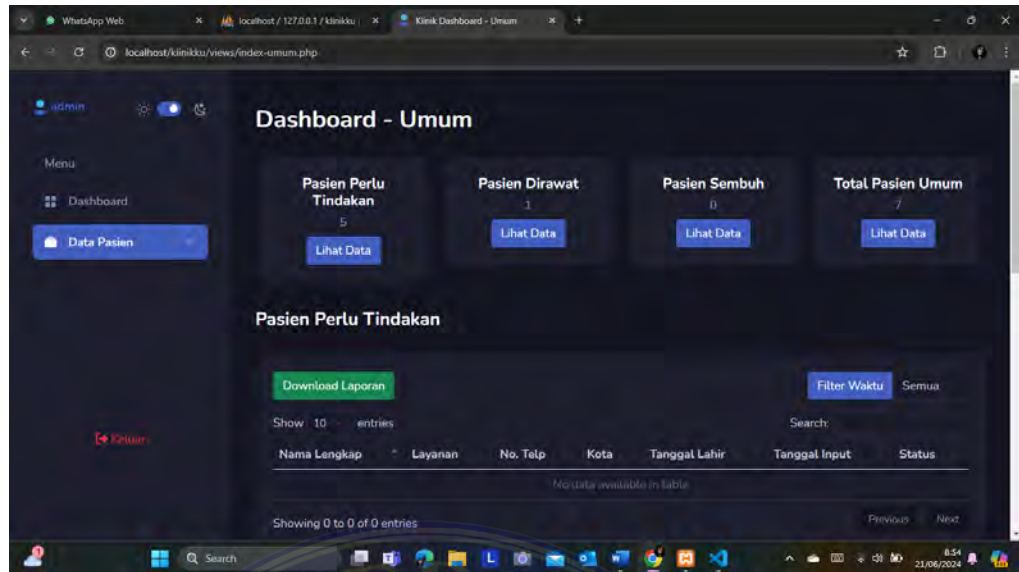 WhatsApp Web
localhost / 127.0.0.1 / klinikku
Klinik Dashboard - Umum
localhost/klinikku/views/index-umum.php
admin
Menu
Dashboard
Data Pasien
Keluar
Dashboard - Umum
Pasien Perlu
Tindakan
5
Lihat Data
Pasien Dirawat
1
Lihat Data
Pasien Sembuh
0
Lihat Data
Total Pasien Umum
7
Lihat Data
Pasien Perlu Tindakan
Download Laporan
Filter Waktu Semua
Show 10 entries
Search:
Nama Lengkap Layanan No. Telp Kota Tanggal Lahir Tanggal Input Status
No data available in table
Showing 0 to 0 of 0 entries
Previous Next
Search
8:54
21/06/2024